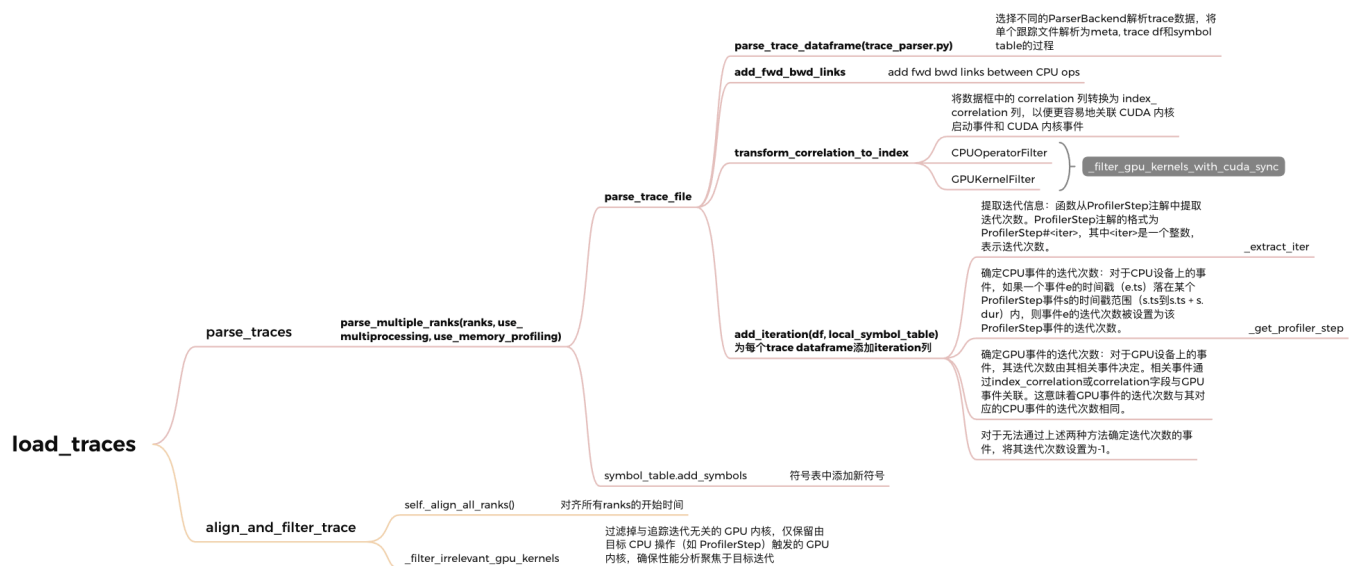 load_traces
parse_traces
parse_multiple_ranks(ranks, use_
multiprocessing, use_memory_profiling)
parse_trace_file
parse_trace_dataframe(trace_parser.py)
选择不同的ParserBackend解析trace数据，将
单个跟踪文件解析为meta, trace df和symbol
table的过程
add_fwd_bwd_links
add fwd bwd links between CPU ops
transform_correlation_to_index
将数据框中的 correlation 列转换为 index_
correlation 列，以便更容易地关联 CUDA 内核
启动事件和 CUDA 内核事件
CPUOperatorFilter
GPUKernelFilter
_filter_gpu_kernels_with_cuda_sync
add_iteration(df, local_symbol_table)
为每个trace dataframe添加iteration列
提取迭代信息：函数从ProfilerStep注解中提取
迭代次数。ProfilerStep注解的格式为
ProfilerStep#<iter>，其中<iter>是一个整数，
表示迭代次数。
_extract_iter
确定CPU事件的迭代次数：对于CPU设备上的事
件，如果一个事件e的时间戳（e.ts）落在某个
ProfilerStep事件s的时间戳范围（s.ts到s.ts + s.
dur）内，则事件e的迭代次数被设置为该
ProfilerStep事件的迭代次数。
_get_profiler_step
确定GPU事件的迭代次数：对于GPU设备上的事
件，其迭代次数由其相关事件决定。相关事件通
过index_correlation或correlation字段与GPU
事件关联。这意味着GPU事件的迭代次数与其对
应的CPU事件的迭代次数相同。
对于无法通过上述两种方法确定迭代次数的事
件，将其迭代次数设置为-1。
symbol_table.add_symbols
符号表中添加新符号
align_and_filter_trace
self._align_all_ranks()
对齐所有ranks的开始时间
_filter_irrelevant_gpu_kernels
过滤掉与追踪迭代无关的 GPU 内核，仅保留由
目标 CPU 操作（如 ProfilerStep）触发的 GPU
内核，确保性能分析聚焦于目标迭代